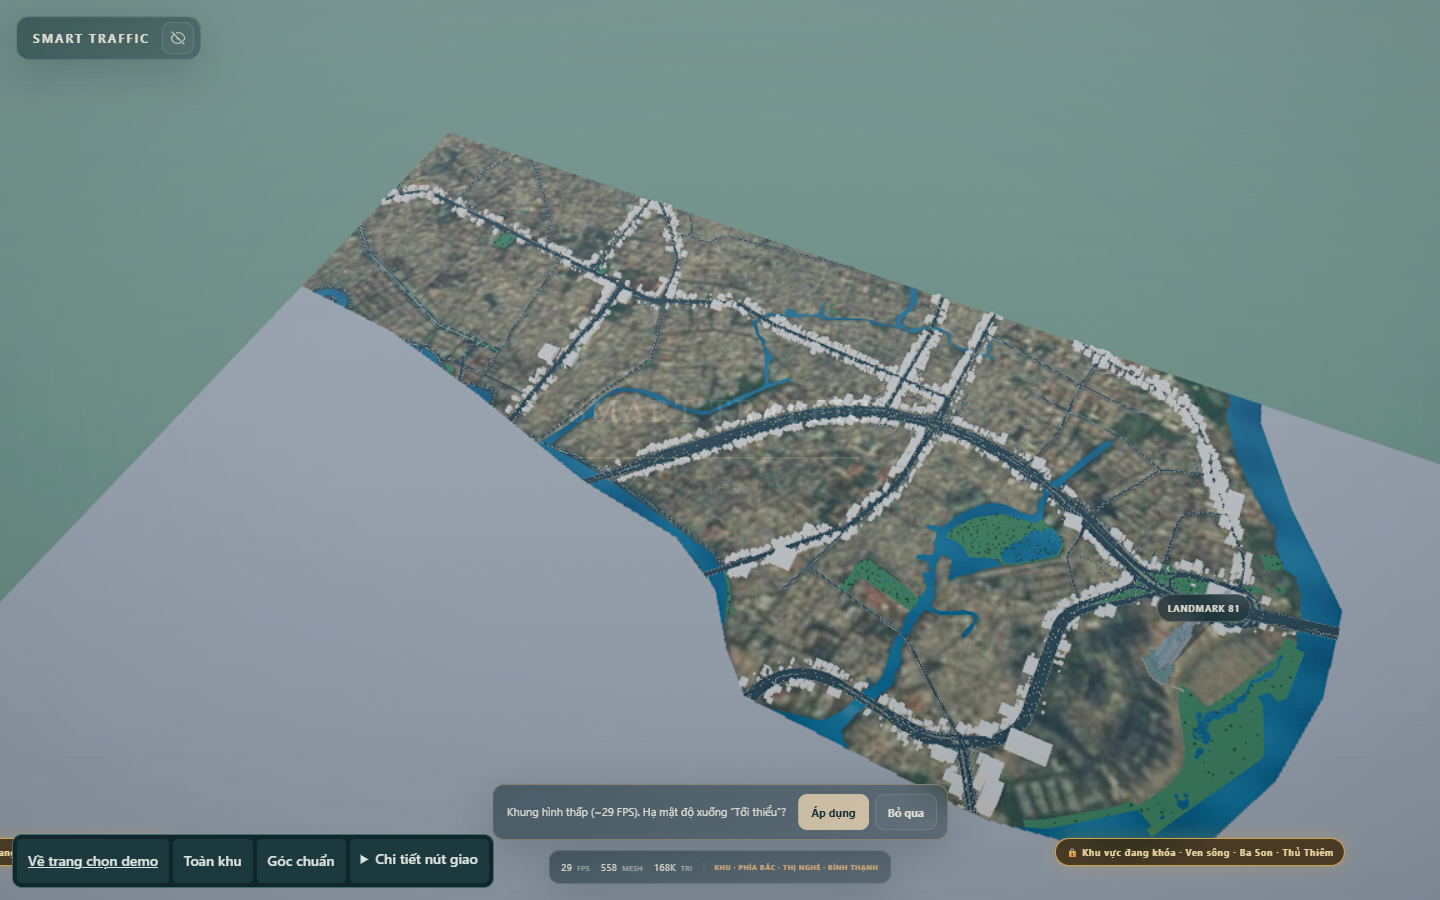 SMART TRAFFIC
LANDMARK 81
Khung hình thấp (~29 FPS). Hạ mật độ xuống "Tối thiểu"?
Áp dụng
Bỏ qua
Về trang chọn demo
Toàn khu
Góc chuẩn
▶ Chi tiết nút giao
29 FPS 558 MESH 168K TRI KHU · PHÍA BẮC · THỊ NGHÈ · BÌNH THẠNH
Khu vực đang khóa · Ven sông · Ba Son · Thủ Thiêm